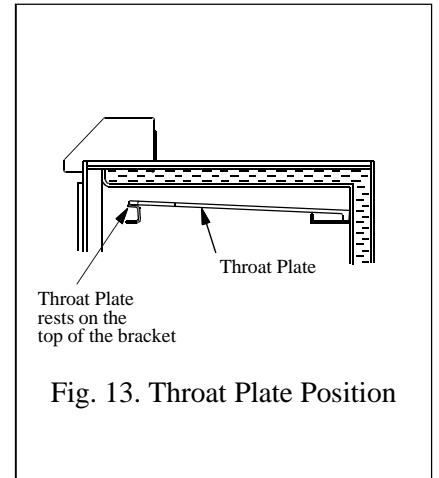 Throat Plate
Throat Plate
rests on the
top of the bracket
Fig. 13. Throat Plate Position